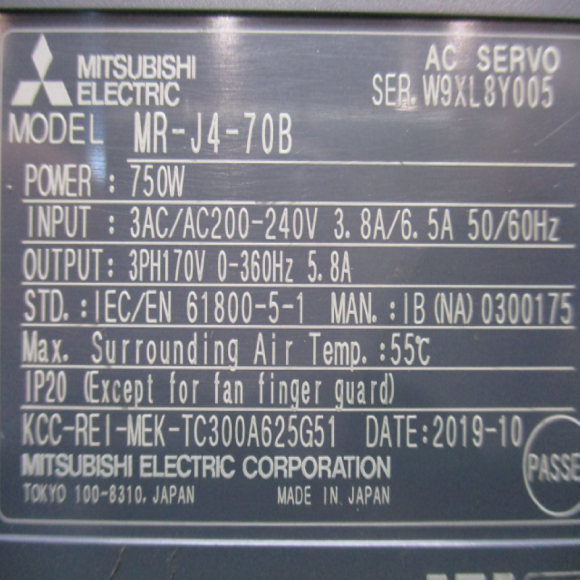 MITSUBISHI
ELECTRIC
AC SERVO
SER. W9XL8Y005
MODEL MR-J4-70B
POWER : 750W
INPUT : 3AC/AC200-240V 3.8A/6.5A 50/60Hz
OUTPUT: 3PH170V 0-360Hz 5.8A
STD. : IEC/EN 61800-5-1 MAN. : IB (NA) 0300175
Max. Surrounding Air Temp. : 55℃
IP20 (Except for fan finger guard)
KCC-REI-MEK-TC300A625G51 DATE: 2019-10
MITSUBISHI ELECTRIC CORPORATION
PASSE
TOKYO 100-8310, JAPAN MADE IN JAPAN